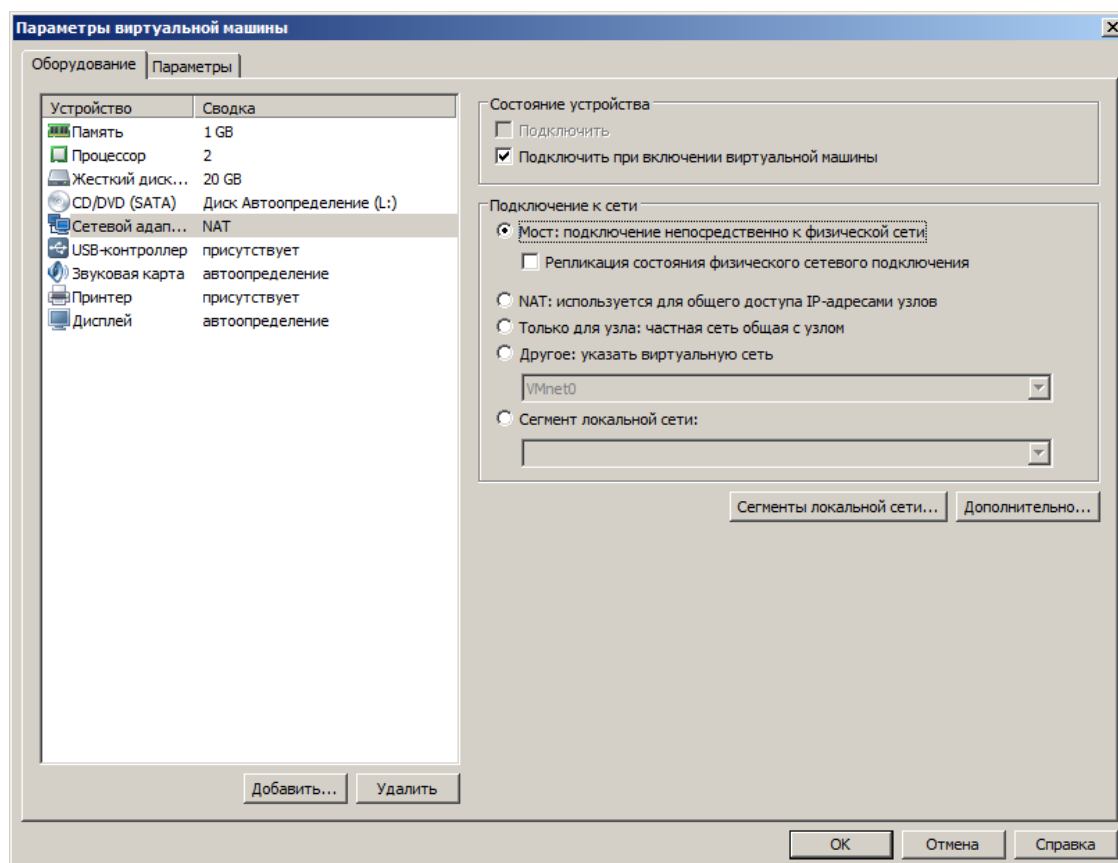 Параметры виртуальной машины
Оборудование Параметры
Устройство Сводка
Память 1 GB
Процессор 2
Жесткий диск... 20 GB
CD/DVD (SATA) Диск Автоопределение (L:)
Сетевой адап... NAT
USB-контроллер присутствует
Звуковая карта автоопределение
Принтер присутствует
Дисплей автоопределение
Добавить... Удалить
Состояние устройства
Подключить
Подключить при включении виртуальной машины
Подключение к сети
Мост: подключение непосредственно к физической сети
Репликация состояния физического сетевого подключения
NAT: используется для общего доступа IP-адресами узлов
Только для узла: частная сеть общая с узлом
Другое: указать виртуальную сеть
VMnet0
Сегмент локальной сети:
Сегменты локальной сети... Дополнительно...
OK Отмена Справка